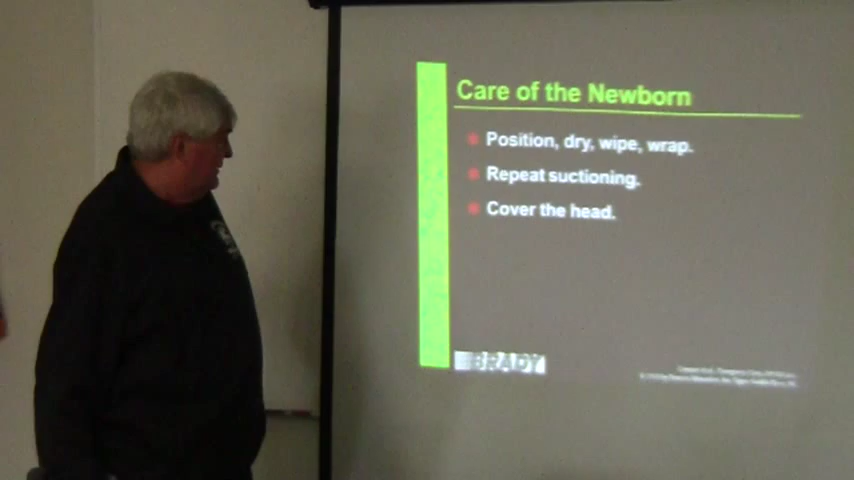 Care of the Newborn
Position, dry, wipe, wrap.
Repeat suctioning.
Cover the head.
BRADY